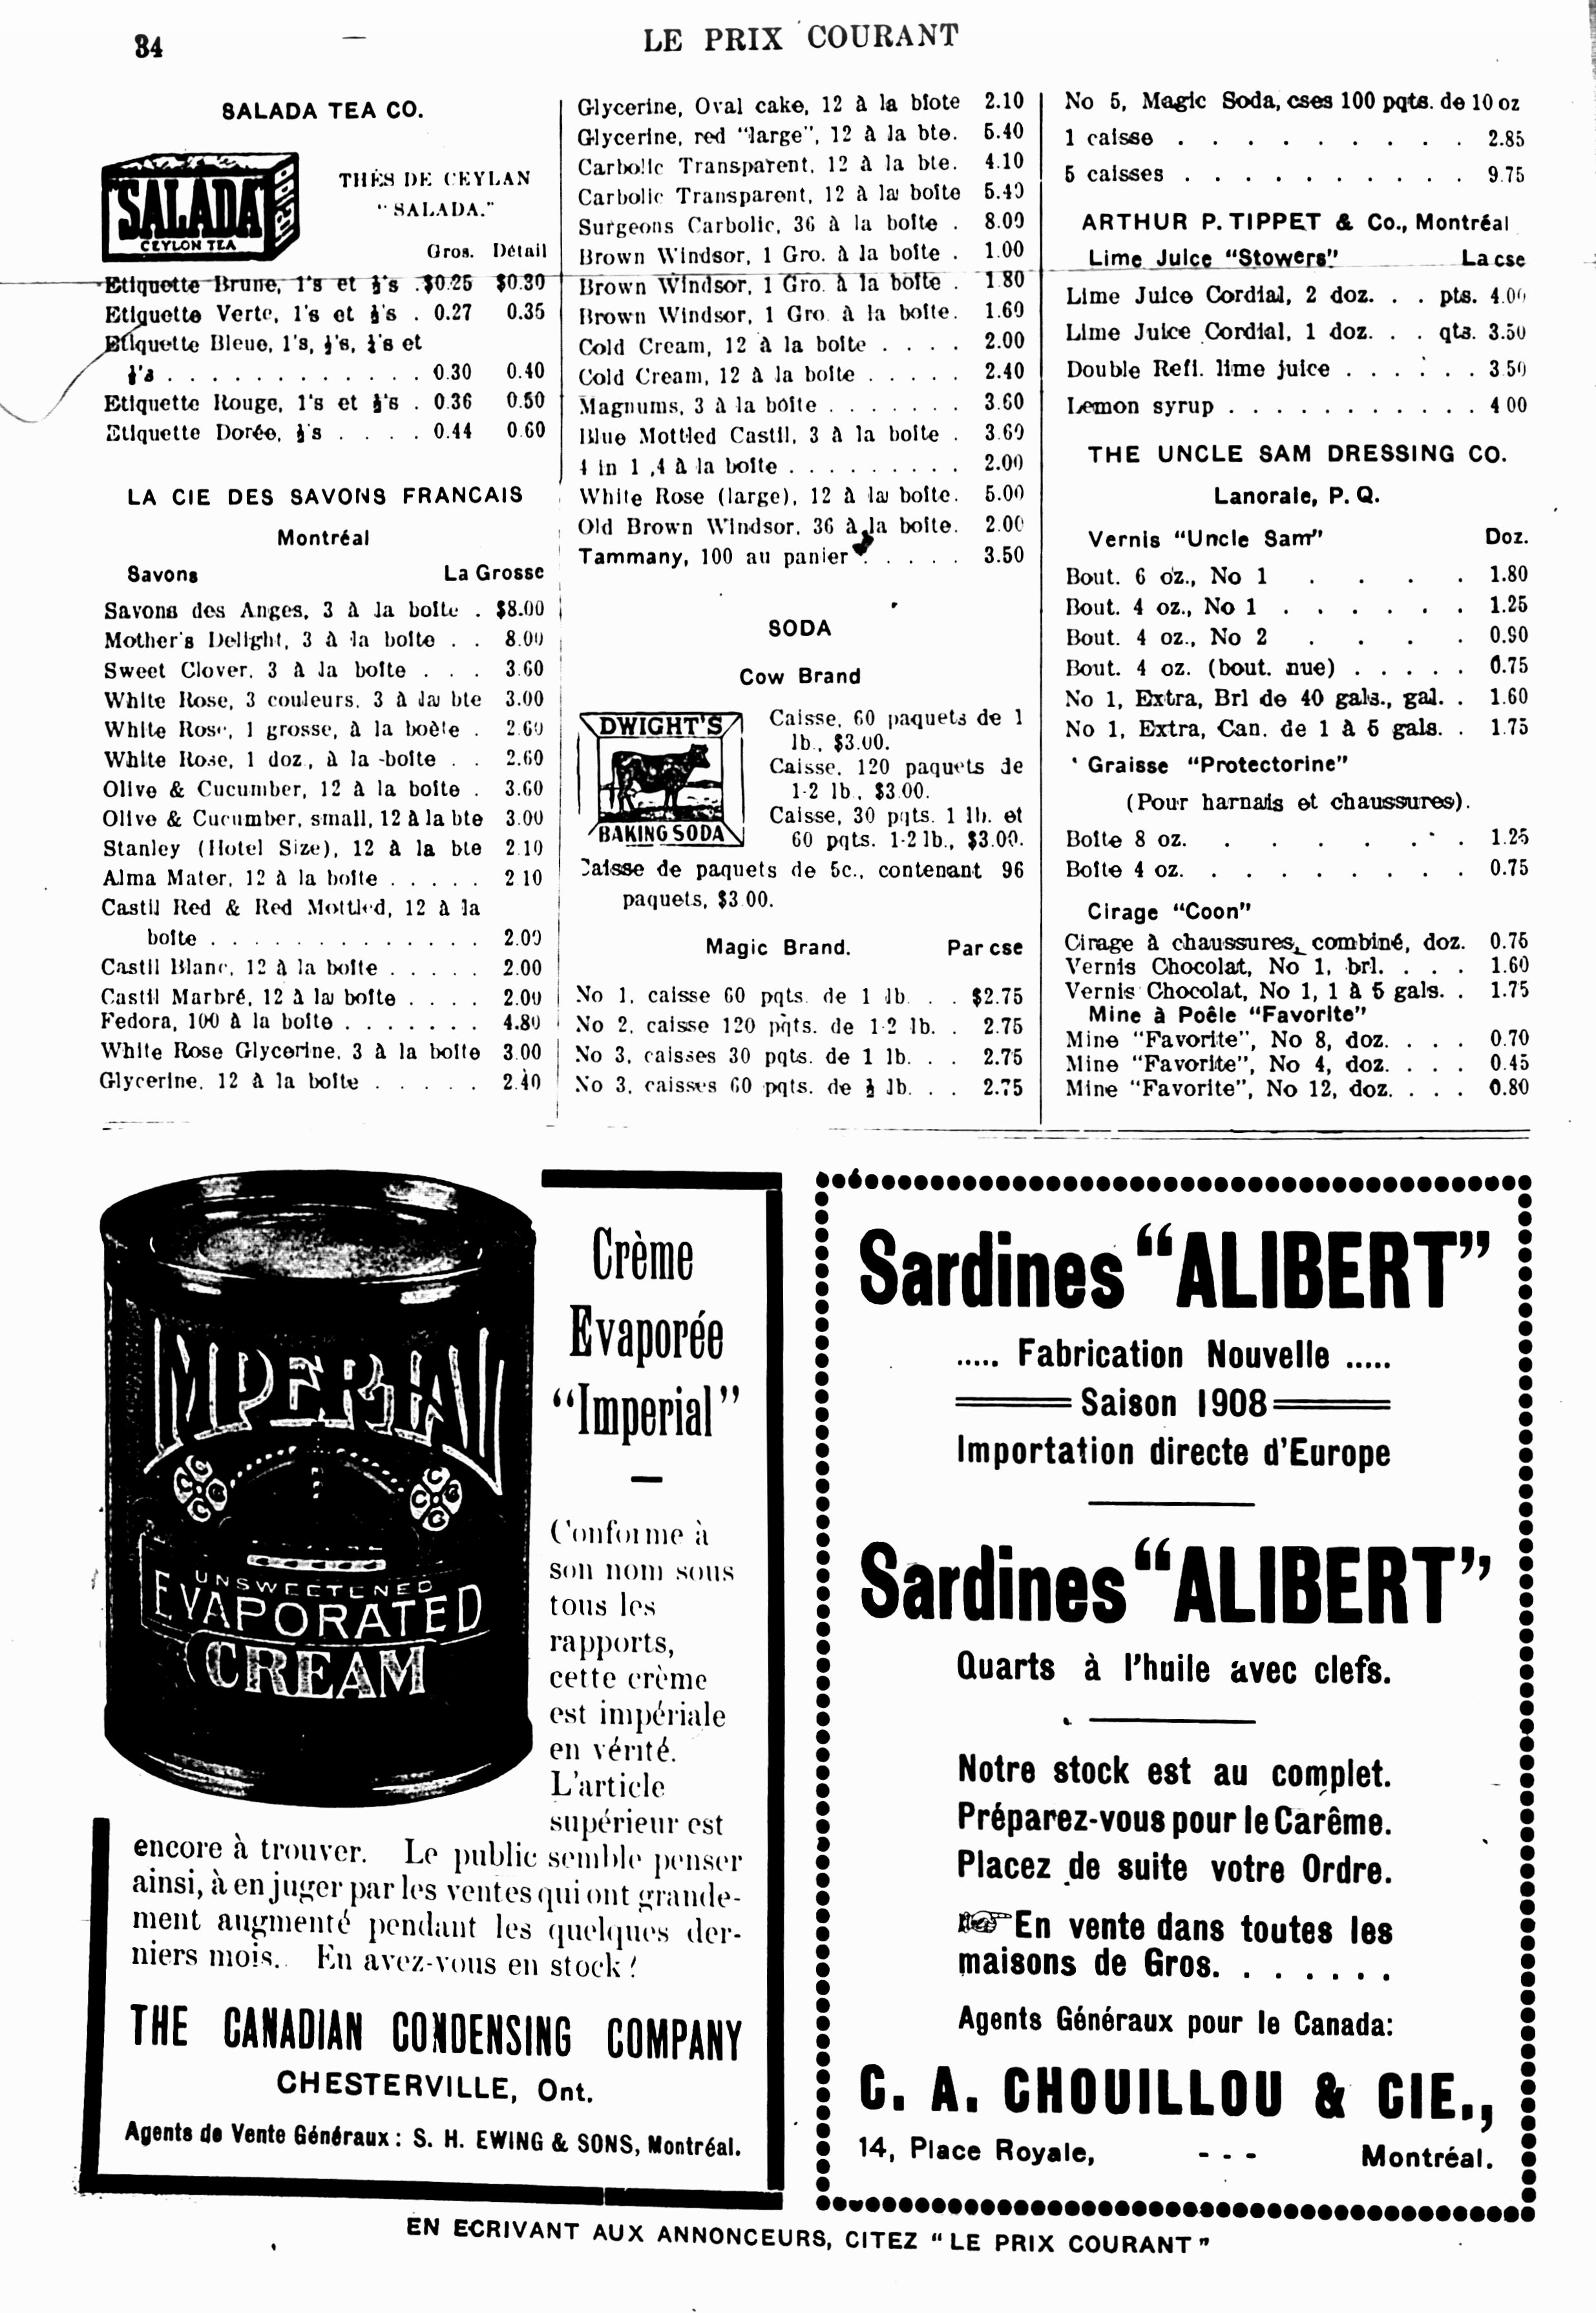 34
LE PRIX COURANT
SALADA TEA CO.
SALADA
CEYLON TEA
THÉS DE CEYLAN
"SALADA."
Gros. Détail
Etiquette Brune, 1's et ½'s . $0.25 $0.30
Etiquette Verte, 1's et ½'s . 0.27 0.35
Etiquette Bleue, 1's, ½'s, ¼'s et
⅛'s . . . . . . . . . . . . 0.30 0.40
Etiquette Rouge, 1's et ½'s . 0.36 0.50
Etiquette Dorée, ½'s . . . . 0.44 0.60
LA CIE DES SAVONS FRANCAIS
Montréal
Savons La Grosse
Savons des Anges, 3 à la boîte . $8.00
Mother's Delight, 3 à la boîte . . 8.00
Sweet Clover. 3 à la boîte . . . 3.60
White Rose, 3 couleurs. 3 à la bte 3.00
White Rose, 1 grosse, à la boète . 2.60
White Rose, 1 doz., à la -boîte . . 2.60
Olive & Cucumber, 12 à la boîte . 3.60
Olive & Cucumber, small, 12 à la bte 3.00
Stanley (Hotel Size), 12 à la bte 2.10
Alma Mater, 12 à la boîte . . . . . 2 10
Castil Red & Red Mottled, 12 à la
boîte . . . . . . . . . . . . . 2.00
Castil Blanc, 12 à la boîte . . . . . 2.00
Castil Marbré, 12 à la boîte . . . . 2.00
Fedora, 100 à la boîte . . . . . . . 4.80
White Rose Glycerine. 3 à la boîte 3.00
Glycerine. 12 à la boîte . . . . . 2.40
Glycerine, Oval cake, 12 à la bîote 2.10
Glycerine, red "large", 12 à la bte. 5.40
Carbolic Transparent, 12 à la bte. 4.10
Carbolic Transparent, 12 à la boîte 5.40
Surgeons Carbolic, 36 à la boîte . 8.00
Brown Windsor, 1 Gro. à la boîte . 1.00
Brown Windsor, 1 Gro. à la boîte . 1.80
Brown Windsor, 1 Gro à la boîte. 1.60
Cold Cream, 12 à la boîte . . . . 2.00
Cold Cream, 12 à la boîte . . . . . 2.40
Magnums, 3 à la boîte . . . . . . . 3.60
Blue Mottled Castil, 3 à la boîte . 3.60
4 in 1 ,4 à la boîte . . . . . . . . . 2.00
White Rose (large), 12 à la boîte. 5.00
Old Brown Windsor, 36 à la boîte. 2.00
Tammany, 100 au panier . . . . . 3.50
SODA
Cow Brand
DWIGHT'S
BAKING SODA
Caisse, 60 paquets de 1
lb., $3.00.
Caisse, 120 paquets de
1-2 lb., $3.00.
Caisse, 30 pqts. 1 lb. et
60 pqts. 1-2 lb., $3.00.
Caisse de paquets de 5c., contenant 96
paquets, $3.00.
Magic Brand. Par cse
No 1, caisse 60 pqts. de 1 lb . . $2.75
No 2, caisse 120 pqts. de 1-2 lb. . 2.75
No 3, caisses 30 pqts. de 1 lb. . . 2.75
No 3, caisses 60 pqts. de ½ lb. . . 2.75
No 5, Magic Soda, cses 100 pqts. de 10 oz
1 caisse . . . . . . . . . . 2.85
5 caisses . . . . . . . . . . 9.75
ARTHUR P. TIPPET & Co., Montréal
Lime Juice "Stowers" La cse
Lime Juice Cordial, 2 doz. . . pts. 4.00
Lime Juice Cordial, 1 doz. . . qts. 3.50
Double Refl. lime juice . . . . . . 3.50
Lemon syrup . . . . . . . . . . . 4 00
THE UNCLE SAM DRESSING CO.
Lanoraie, P. Q.
Vernis "Uncle Sam" Doz.
Bout. 6 oz., No 1 . . . . 1.80
Bout. 4 oz., No 1 . . . . . . 1.25
Bout. 4 oz., No 2 . . . . 0.90
Bout. 4 oz. (bout. nue) . . . . . 0.75
No 1, Extra, Brl de 40 gals., gal. . 1.60
No 1, Extra, Can. de 1 à 5 gals. . 1.75
Graisse "Protectorine"
(Pour harnais et chaussures).
Boîte 8 oz. . . . . . . . 1.25
Boîte 4 oz. . . . . . . . . 0.75
Cirage "Coon"
Cirage à chaussures, combiné, doz. 0.75
Vernis Chocolat, No 1, brl. . . . 1.60
Vernis Chocolat, No 1, 1 à 5 gals. . 1.75
Mine à Poêle "Favorite"
Mine "Favorite", No 8, doz. . . . 0.70
Mine "Favorite", No 4, doz. . . . 0.45
Mine "Favorite", No 12, doz. . . . 0.80
IMPERIAL
UNSWEETENED
EVAPORATED
CREAM
Crème
Evaporée
"Imperial"
Conforme à
son nom sous
tous les
rapports,
cette crème
est impériale
en vérité.
L'article
supérieur est
encore à trouver. Le public semble penser
ainsi, à en juger par les ventes qui ont grande-
ment augmenté pendant les quelques der-
niers mois. En avez-vous en stock?
THE CANADIAN CONDENSING COMPANY
CHESTERVILLE, Ont.
Agents de Vente Généraux: S. H. EWING & SONS, Montréal.
Sardines "ALIBERT"
..... Fabrication Nouvelle .....
Saison 1908
Importation directe d'Europe
Sardines "ALIBERT"
Quarts à l'huile avec clefs.
Notre stock est au complet.
Préparez-vous pour le Carême.
Placez de suite votre Ordre.
☞ En vente dans toutes les
maisons de Gros. . . . . . .
Agents Généraux pour le Canada:
C. A. CHOUILLOU & CIE.,
14, Place Royale, - - - Montréal.
EN ECRIVANT AUX ANNONCEURS, CITEZ "LE PRIX COURANT"